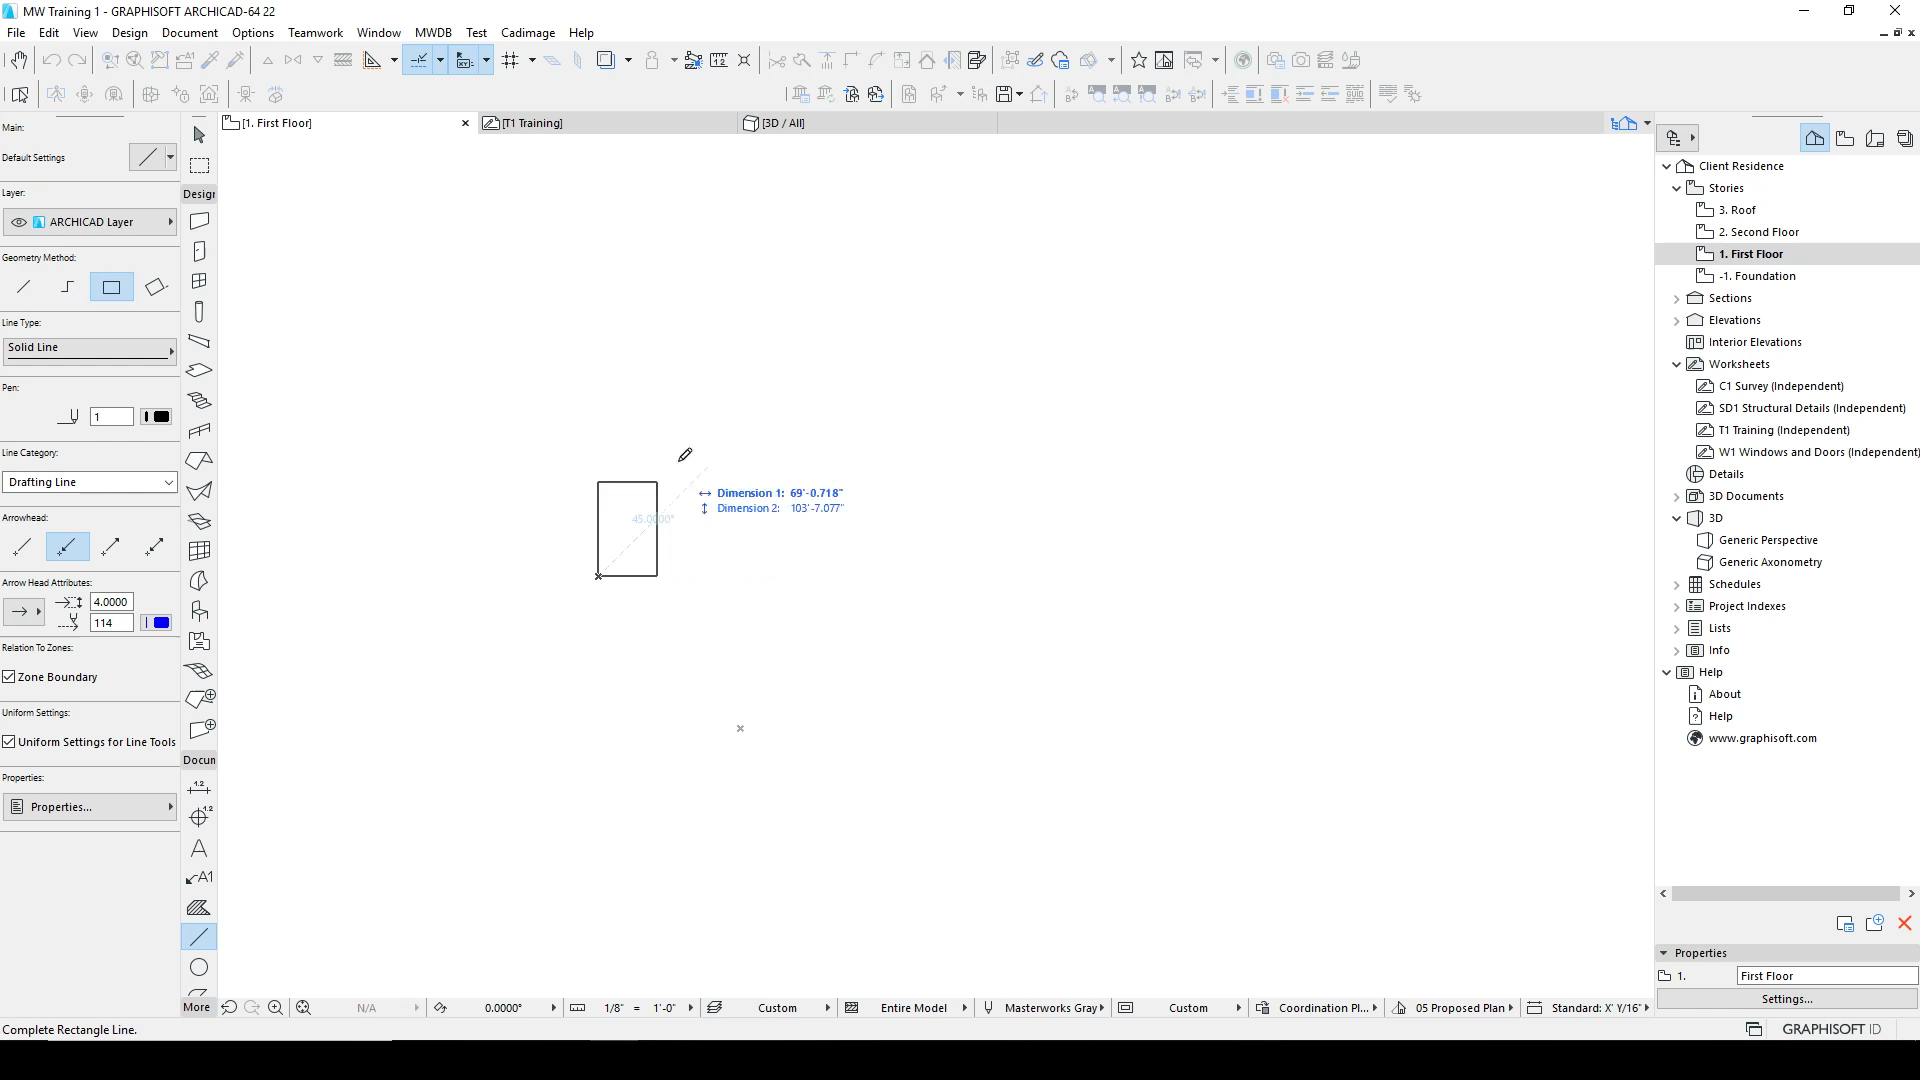 MW Training 1 - GRAPHISOFT ARCHICAD-64 22
File Edit View Design Document Options Teamwork Window MWDB Test Cadimage Help
Main:
Default Settings
Layer:
ARCHICAD Layer
Geometry Method:
Line Type:
Solid Line
Pen:
1
Line Category:
Drafting Line
Arrowhead:
Arrow Head Attributes:
4.0000
114
Relation To Zones:
Zone Boundary
Uniform Settings:
Uniform Settings for Line Tools
Properties:
Properties...
Design
Docun
More
[1. First Floor]
[T1 Training]
[3D / All]
45.0000°
Dimension 1: 69'-0.718"
Dimension 2: 103'-7.077"
Client Residence
Stories
3. Roof
2. Second Floor
1. First Floor
-1. Foundation
Sections
Elevations
Interior Elevations
Worksheets
C1 Survey (Independent)
SD1 Structural Details (Independent)
T1 Training (Independent)
W1 Windows and Doors (Independent)
Details
3D Documents
3D
Generic Perspective
Generic Axonometry
Schedules
Project Indexes
Lists
Info
Help
About
Help
www.graphisoft.com
Properties
1. First Floor
Settings...
N/A 0.0000° 1/8" = 1'-0" Custom Entire Model Masterworks Gray Custom Coordination Pl... 05 Proposed Plan Standard: X' Y/16"
Complete Rectangle Line.
GRAPHISOFT ID